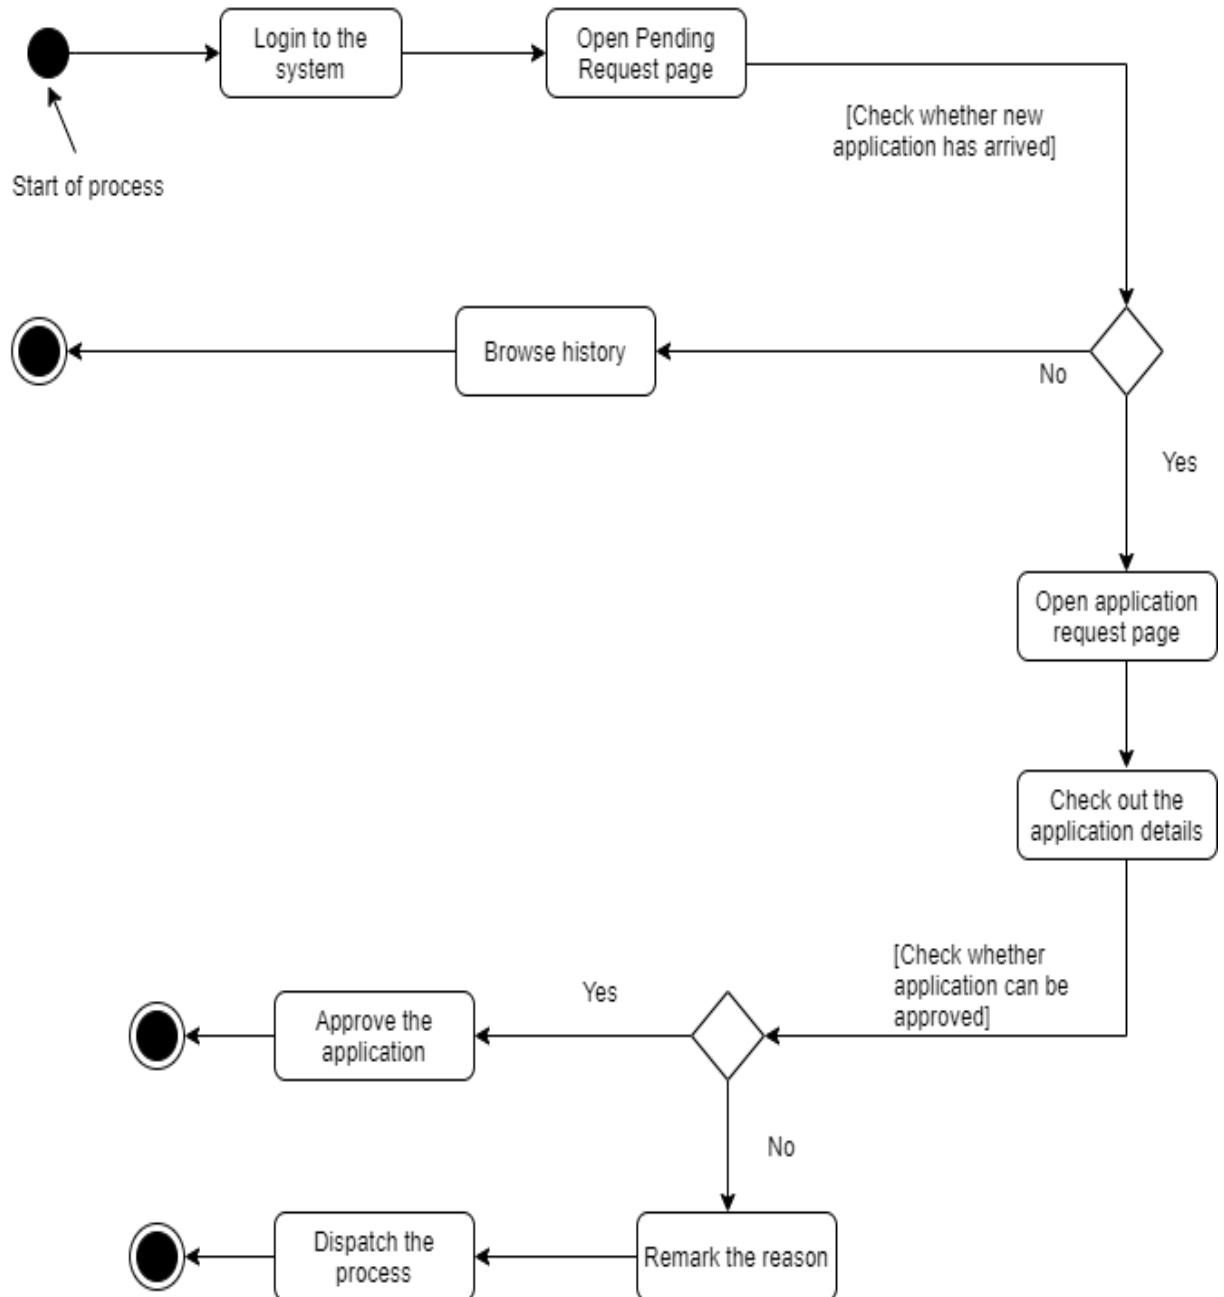 Login to the
system
Open Pending
Request page
[Check whether new
application has arrived]
Start of process
Browse history
No
Yes
Open application
request page
Check out the
application details
[Check whether
application can be
approved]
Yes
Approve the
application
No
Dispatch the
process
Remark the reason